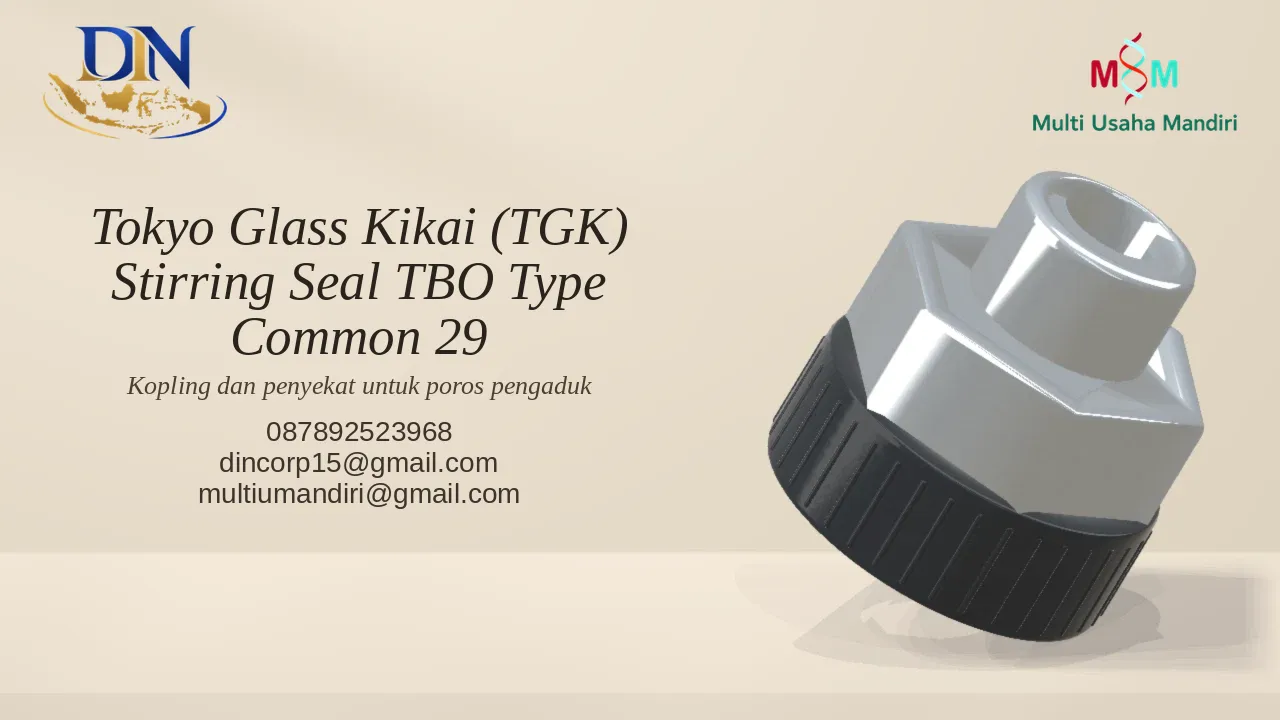 DIN
MSM
Multi Usaha Mandiri
Tokyo Glass Kikai (TGK)
Stirring Seal TBO Type
Common 29
Kopling dan penyekat untuk poros pengaduk
087892523968
dincorp15@gmail.com
multiumandiri@gmail.com